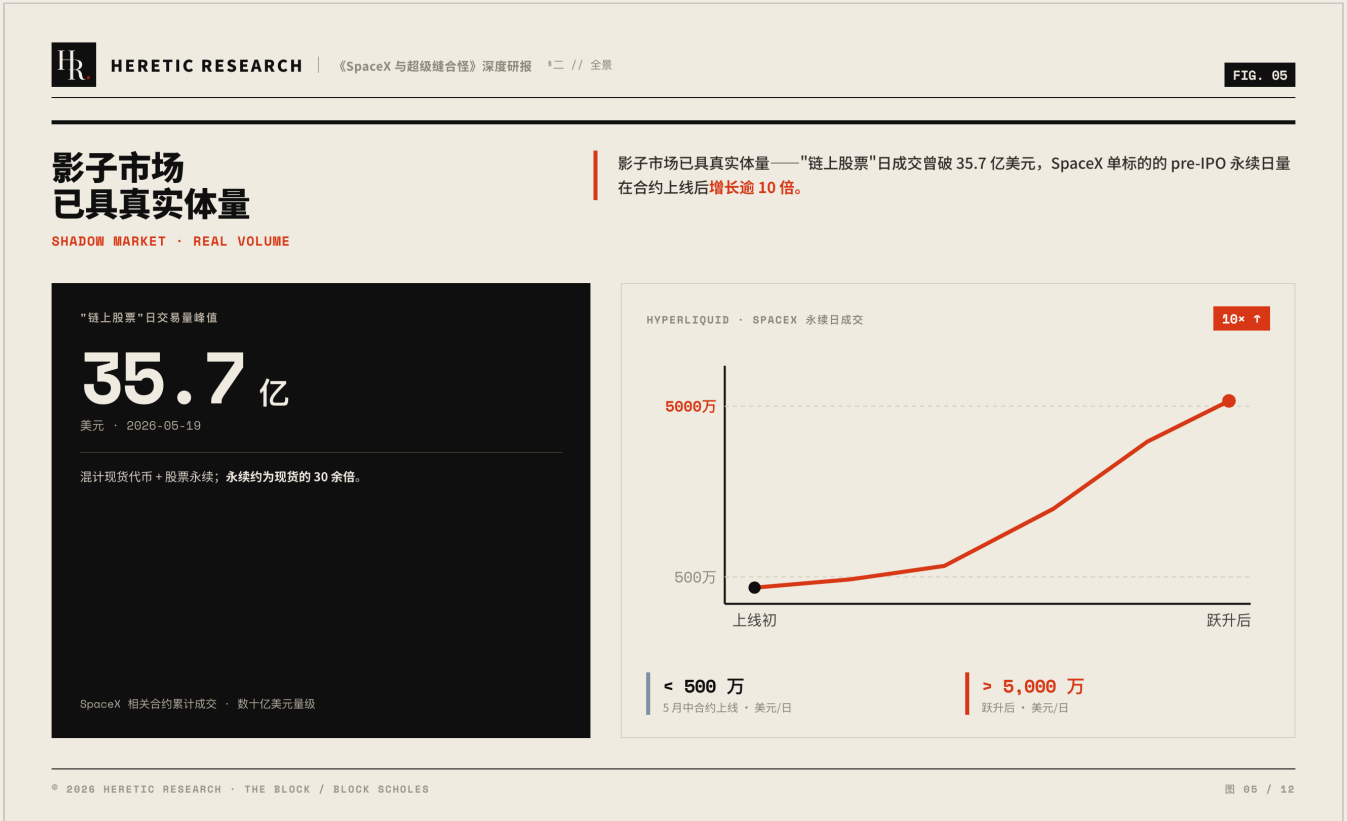 HR.
HERETIC RESEARCH
《SpaceX 与超级缝合怪》深度研报
§二 // 全景
FIG. 05
影子市场
已具真实体量
SHADOW MARKET · REAL VOLUME
影子市场已具真实体量——"链上股票"日成交曾破 35.7 亿美元，SpaceX 单标的的 pre-IPO 永续日量
在合约上线后增长逾 10 倍。
"链上股票"日交易量峰值
35.7 亿
美元 · 2026-05-19
混计现货代币 + 股票永续；永续约为现货的 30 余倍。
SpaceX 相关合约累计成交 · 数十亿美元量级
HYPERLIQUID · SPACEX 永续日成交
10× ↑
5000万
500万
上线初
跃升后
< 500 万
5 月中合约上线 · 美元/日
> 5,000 万
跃升后 · 美元/日
© 2026 HERETIC RESEARCH · THE BLOCK / BLOCK SCHOLES
图 05 / 12